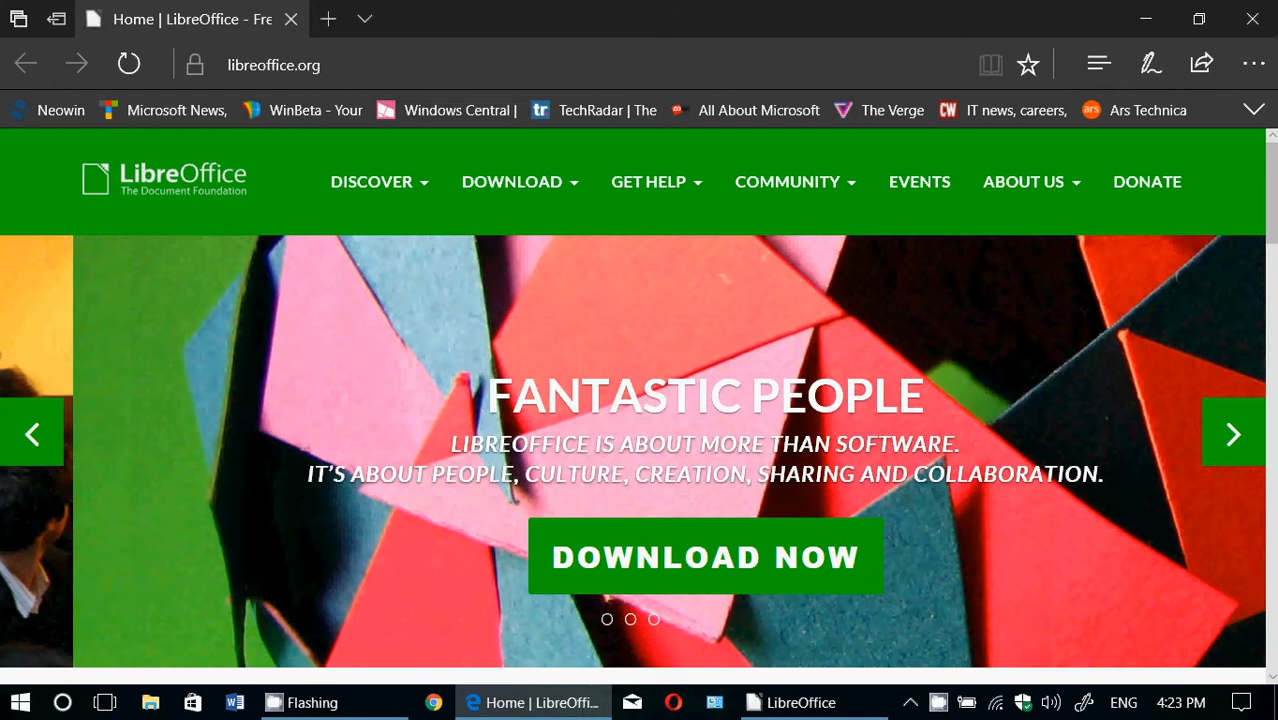 Home | LibreOffice - Fre
libreoffice.org
Neowin
Microsoft News,
WinBeta - Your
Windows Central |
tr
TechRadar | The
All About Microsoft
The Verge
CW
IT news, careers,
ars
Ars Technica
LibreOffice
The Document Foundation
DISCOVER
DOWNLOAD
GET HELP
COMMUNITY
EVENTS
ABOUT US
DONATE
FANTASTIC PEOPLE
LIBREOFFICE IS ABOUT MORE THAN SOFTWARE.
IT'S ABOUT PEOPLE, CULTURE, CREATION, SHARING AND COLLABORATION.
DOWNLOAD NOW
Flashing
Home | LibreOffi...
LibreOffice
ENG
4:23 PM